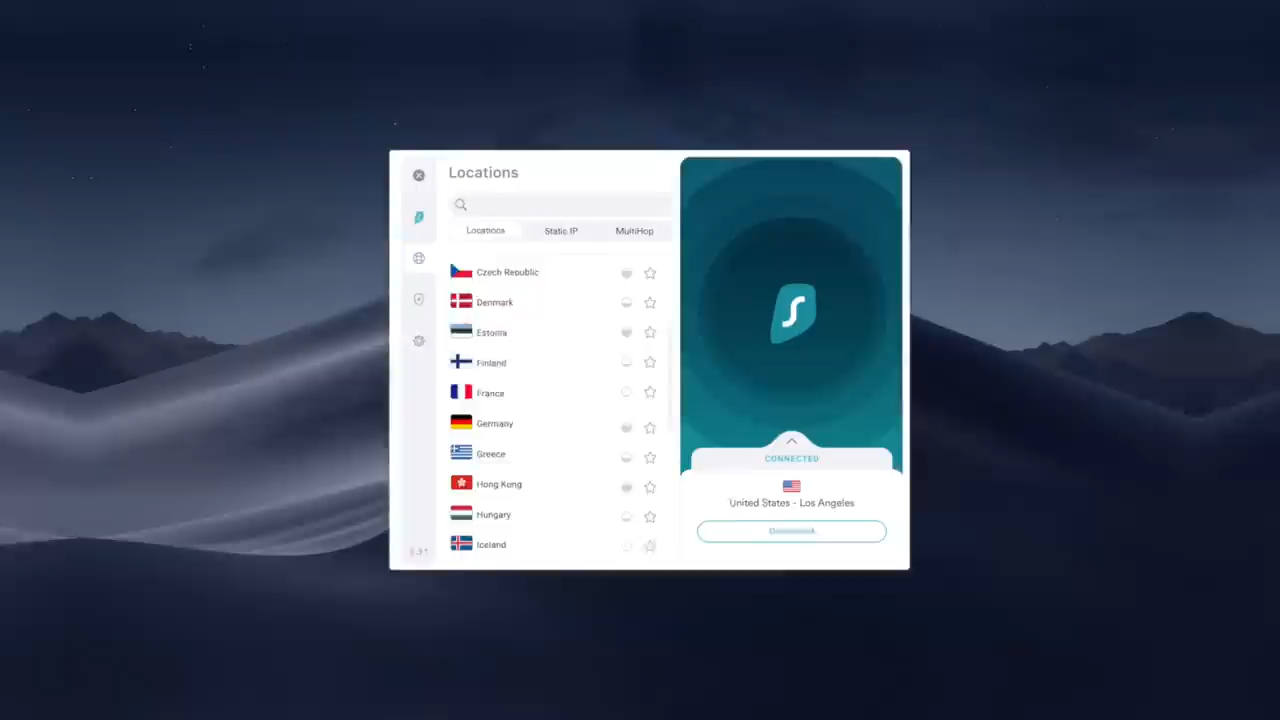 Locations
Locations Static IP MultiHop
Czech Republic
Denmark
Estonia
Finland
France
Germany
Greece
Hong Kong
Hungary
Iceland
CONNECTED
United States - Los Angeles